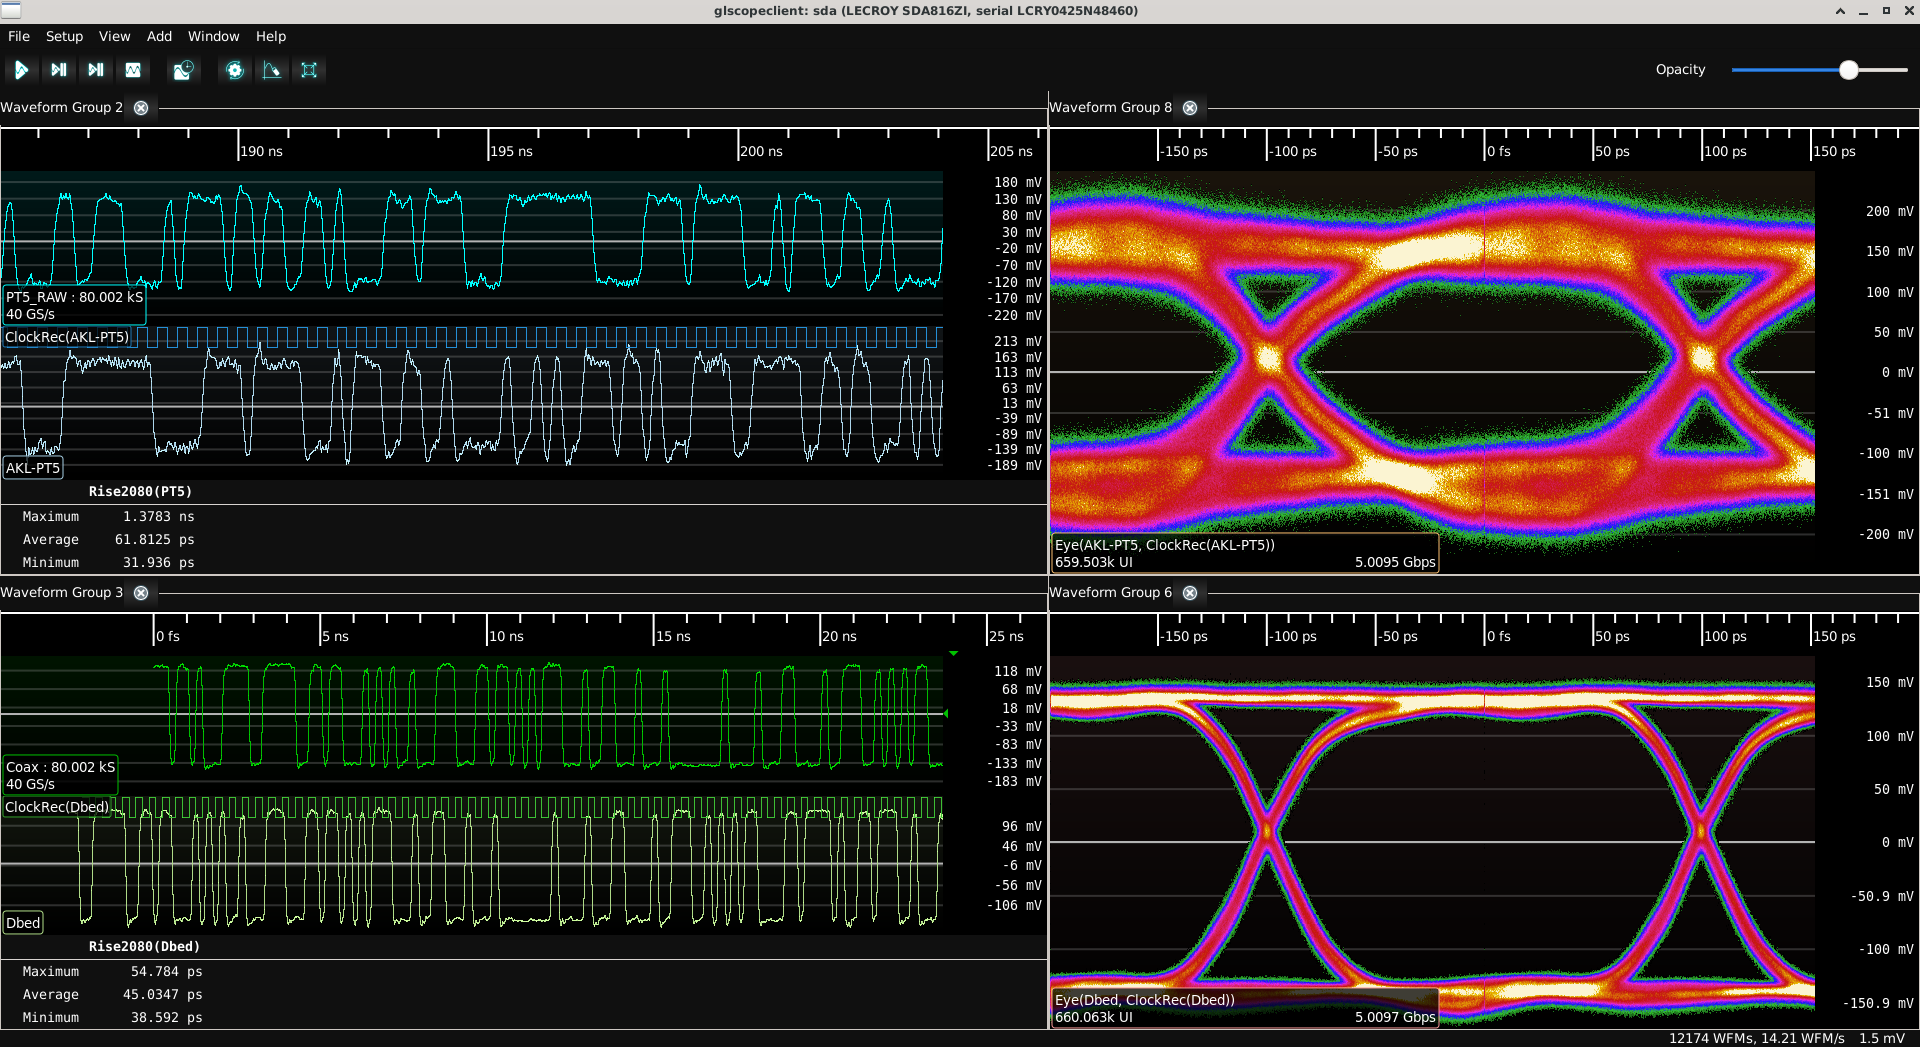 glscopeclient: sda (LECROY SDA816ZI, serial LCRY0425N48460)
File Setup View Add Window Help
Opacity
Waveform Group 2
190 ns 195 ns 200 ns 205 ns
180 mV
130 mV
80 mV
30 mV
-20 mV
-70 mV
-120 mV
-170 mV
-220 mV
PT5_RAW : 80.002 kS
40 GS/s
ClockRec(AKL-PT5)
213 mV
163 mV
113 mV
63 mV
13 mV
-39 mV
-89 mV
-139 mV
-189 mV
AKL-PT5
Rise2080(PT5)
Maximum 1.3783 ns
Average 61.8125 ps
Minimum 31.936 ps
Waveform Group 8
-150 ps -100 ps -50 ps 0 fs 50 ps 100 ps 150 ps
200 mV
150 mV
100 mV
50 mV
0 mV
-51 mV
-100 mV
-151 mV
-200 mV
Eye(AKL-PT5, ClockRec(AKL-PT5))
659.503k UI 5.0095 Gbps
Waveform Group 3
0 fs 5 ns 10 ns 15 ns 20 ns 25 ns
118 mV
68 mV
18 mV
-33 mV
-83 mV
-133 mV
-183 mV
Coax : 80.002 kS
40 GS/s
ClockRec(Dbed)
96 mV
46 mV
-6 mV
-56 mV
-106 mV
Dbed
Rise2080(Dbed)
Maximum 54.784 ps
Average 45.0347 ps
Minimum 38.592 ps
Waveform Group 6
-150 ps -100 ps -50 ps 0 fs 50 ps 100 ps 150 ps
150 mV
100 mV
50 mV
0 mV
-50.9 mV
-100 mV
-150.9 mV
Eye(Dbed, ClockRec(Dbed))
660.063k UI 5.0097 Gbps
12174 WFMs, 14.21 WFM/s 1.5 mV